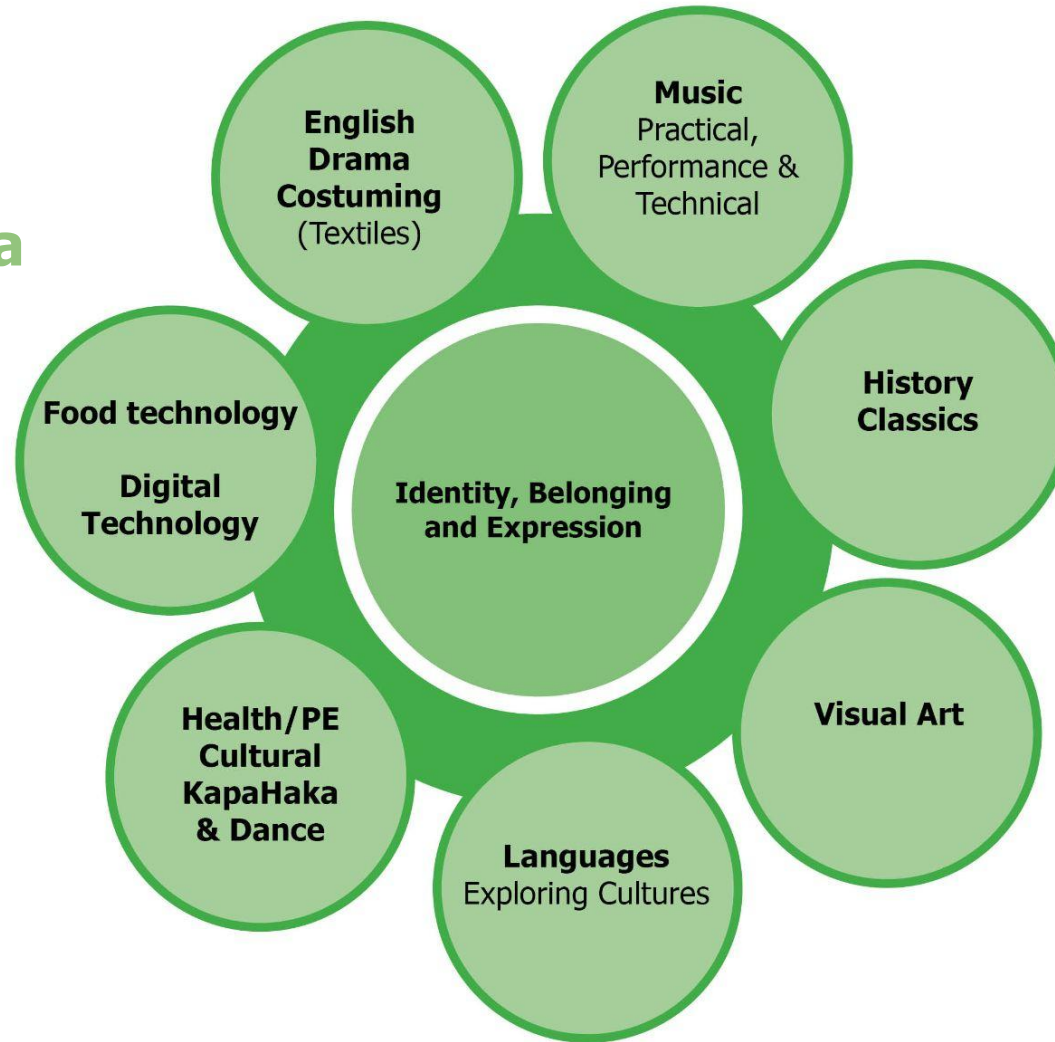 English
Drama
Costuming
(Textiles)
Music
Practical,
Performance &
Technical
a
History
Classics
Food technology
Digital
Technology
Identity, Belonging
and Expression
Visual Art
Health/PE
Cultural
KapaHaka
& Dance
Languages
Exploring Cultures